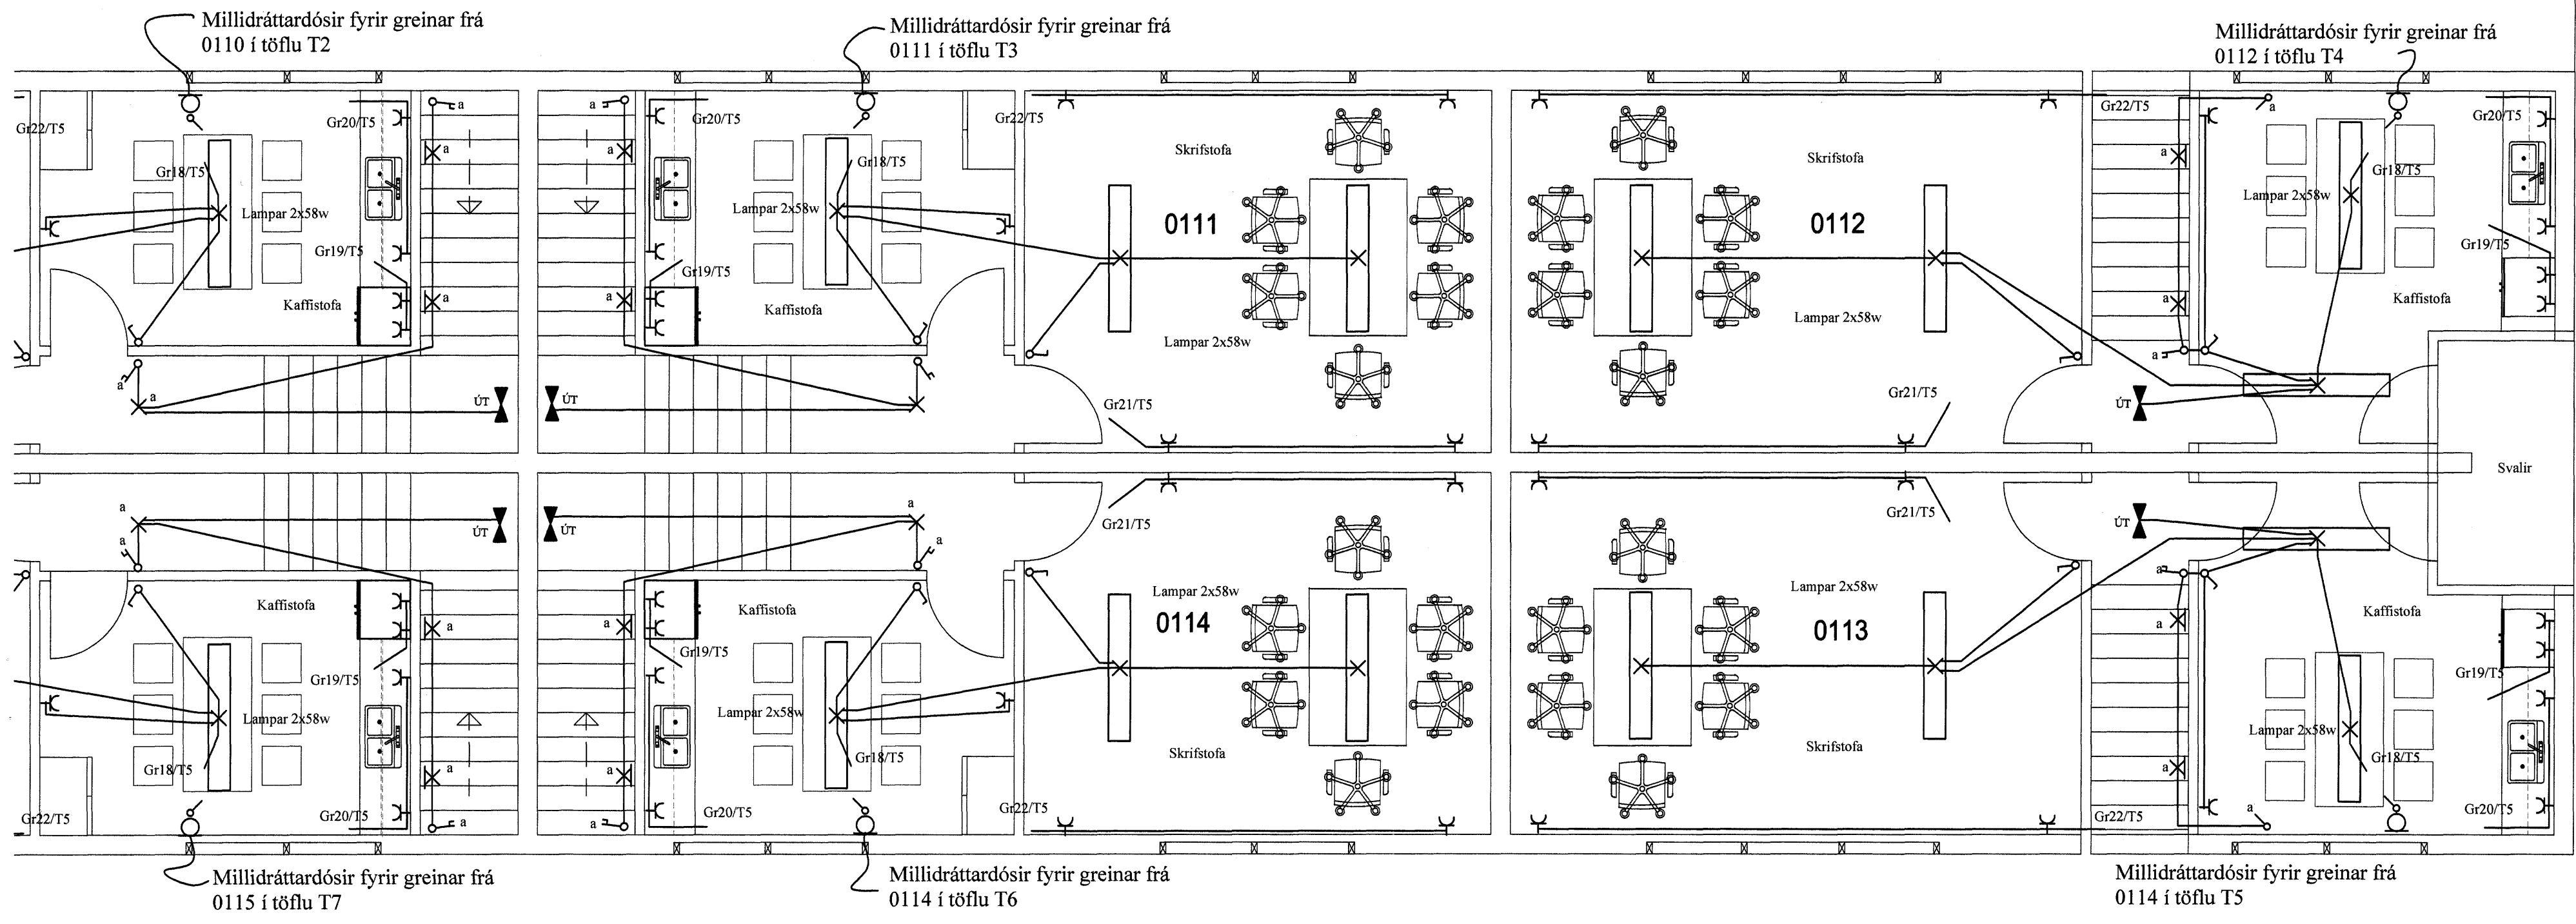 Millidráttardósir fyrir greinar frá
0110 í töflu T2
Millidráttardósir fyrir greinar frá
0111 í töflu T3
Millidráttardósir fyrir greinar frá
0112 í töflu T4
Gr22/T5
Gr20/T5
a
a
Gr20/T5
Gr22/T5
Gr22/T5
a
Gr20/T5
a
a
Skrifstofa
Skrifstofa
a
Gr18/T5
Gr18/T5
Gr18/T5
Lampar 2x58w
Lampar 2x58w
0111
0112
Lampar 2x58w
Gr19/T5
Gr19/T5
Gr19/T5
Kaffistofa
a
a
Kaffistofa
a
Kaffistofa
Lampar 2x58w
Lampar 2x58w
a
a
a
ÚT
ÚT
Gr21/T5
Gr21/T5
ÚT
Svalir
a
a
ÚT
ÚT
a
Gr21/T5
Gr21/T5
ÚT
a
Kaffistofa
Kaffistofa
Lampar 2x58w
Lampar 2x58w
Kaffistofa
a
a
0114
0113
a
Gr19/T5
Gr19/T5
Gr19/T5
Lampar 2x58w
Lampar 2x58w
Lampar 2x58w
Skrifstofa
Skrifstofa
Gr18/T5
a
a
Gr18/T5
a
Gr18/T5
Gr22/T5
Gr20/T5
a
a
Gr20/T5
Gr22/T5
Gr22/T5
a
Gr20/T5
Millidráttardósir fyrir greinar frá
0115 í töflu T7
Millidráttardósir fyrir greinar frá
0114 í töflu T6
Millidráttardósir fyrir greinar frá
0114 í töflu T5